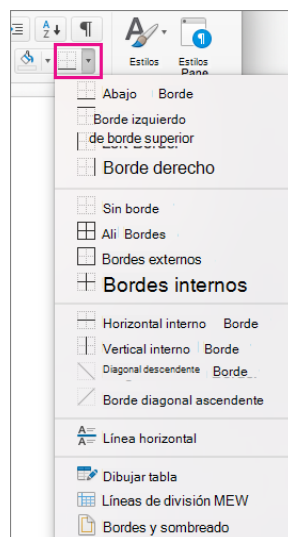 Estilos Estilos
Pane
Abajo Borde
Borde izquierdo
de borde superior
Borde derecho
Sin borde
Ali Bordes
Bordes externos
Bordes internos
Horizontal interno Borde
Vertical interno Borde
Diagonal descendente Borde
Borde diagonal ascendente
Línea horizontal
Dibujar tabla
Líneas de división MEW
Bordes y sombreado